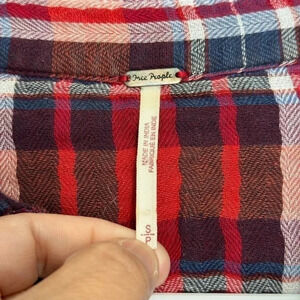 Free People
MADE IN INDIA
FABRIQUÉ EN INDE
S/P